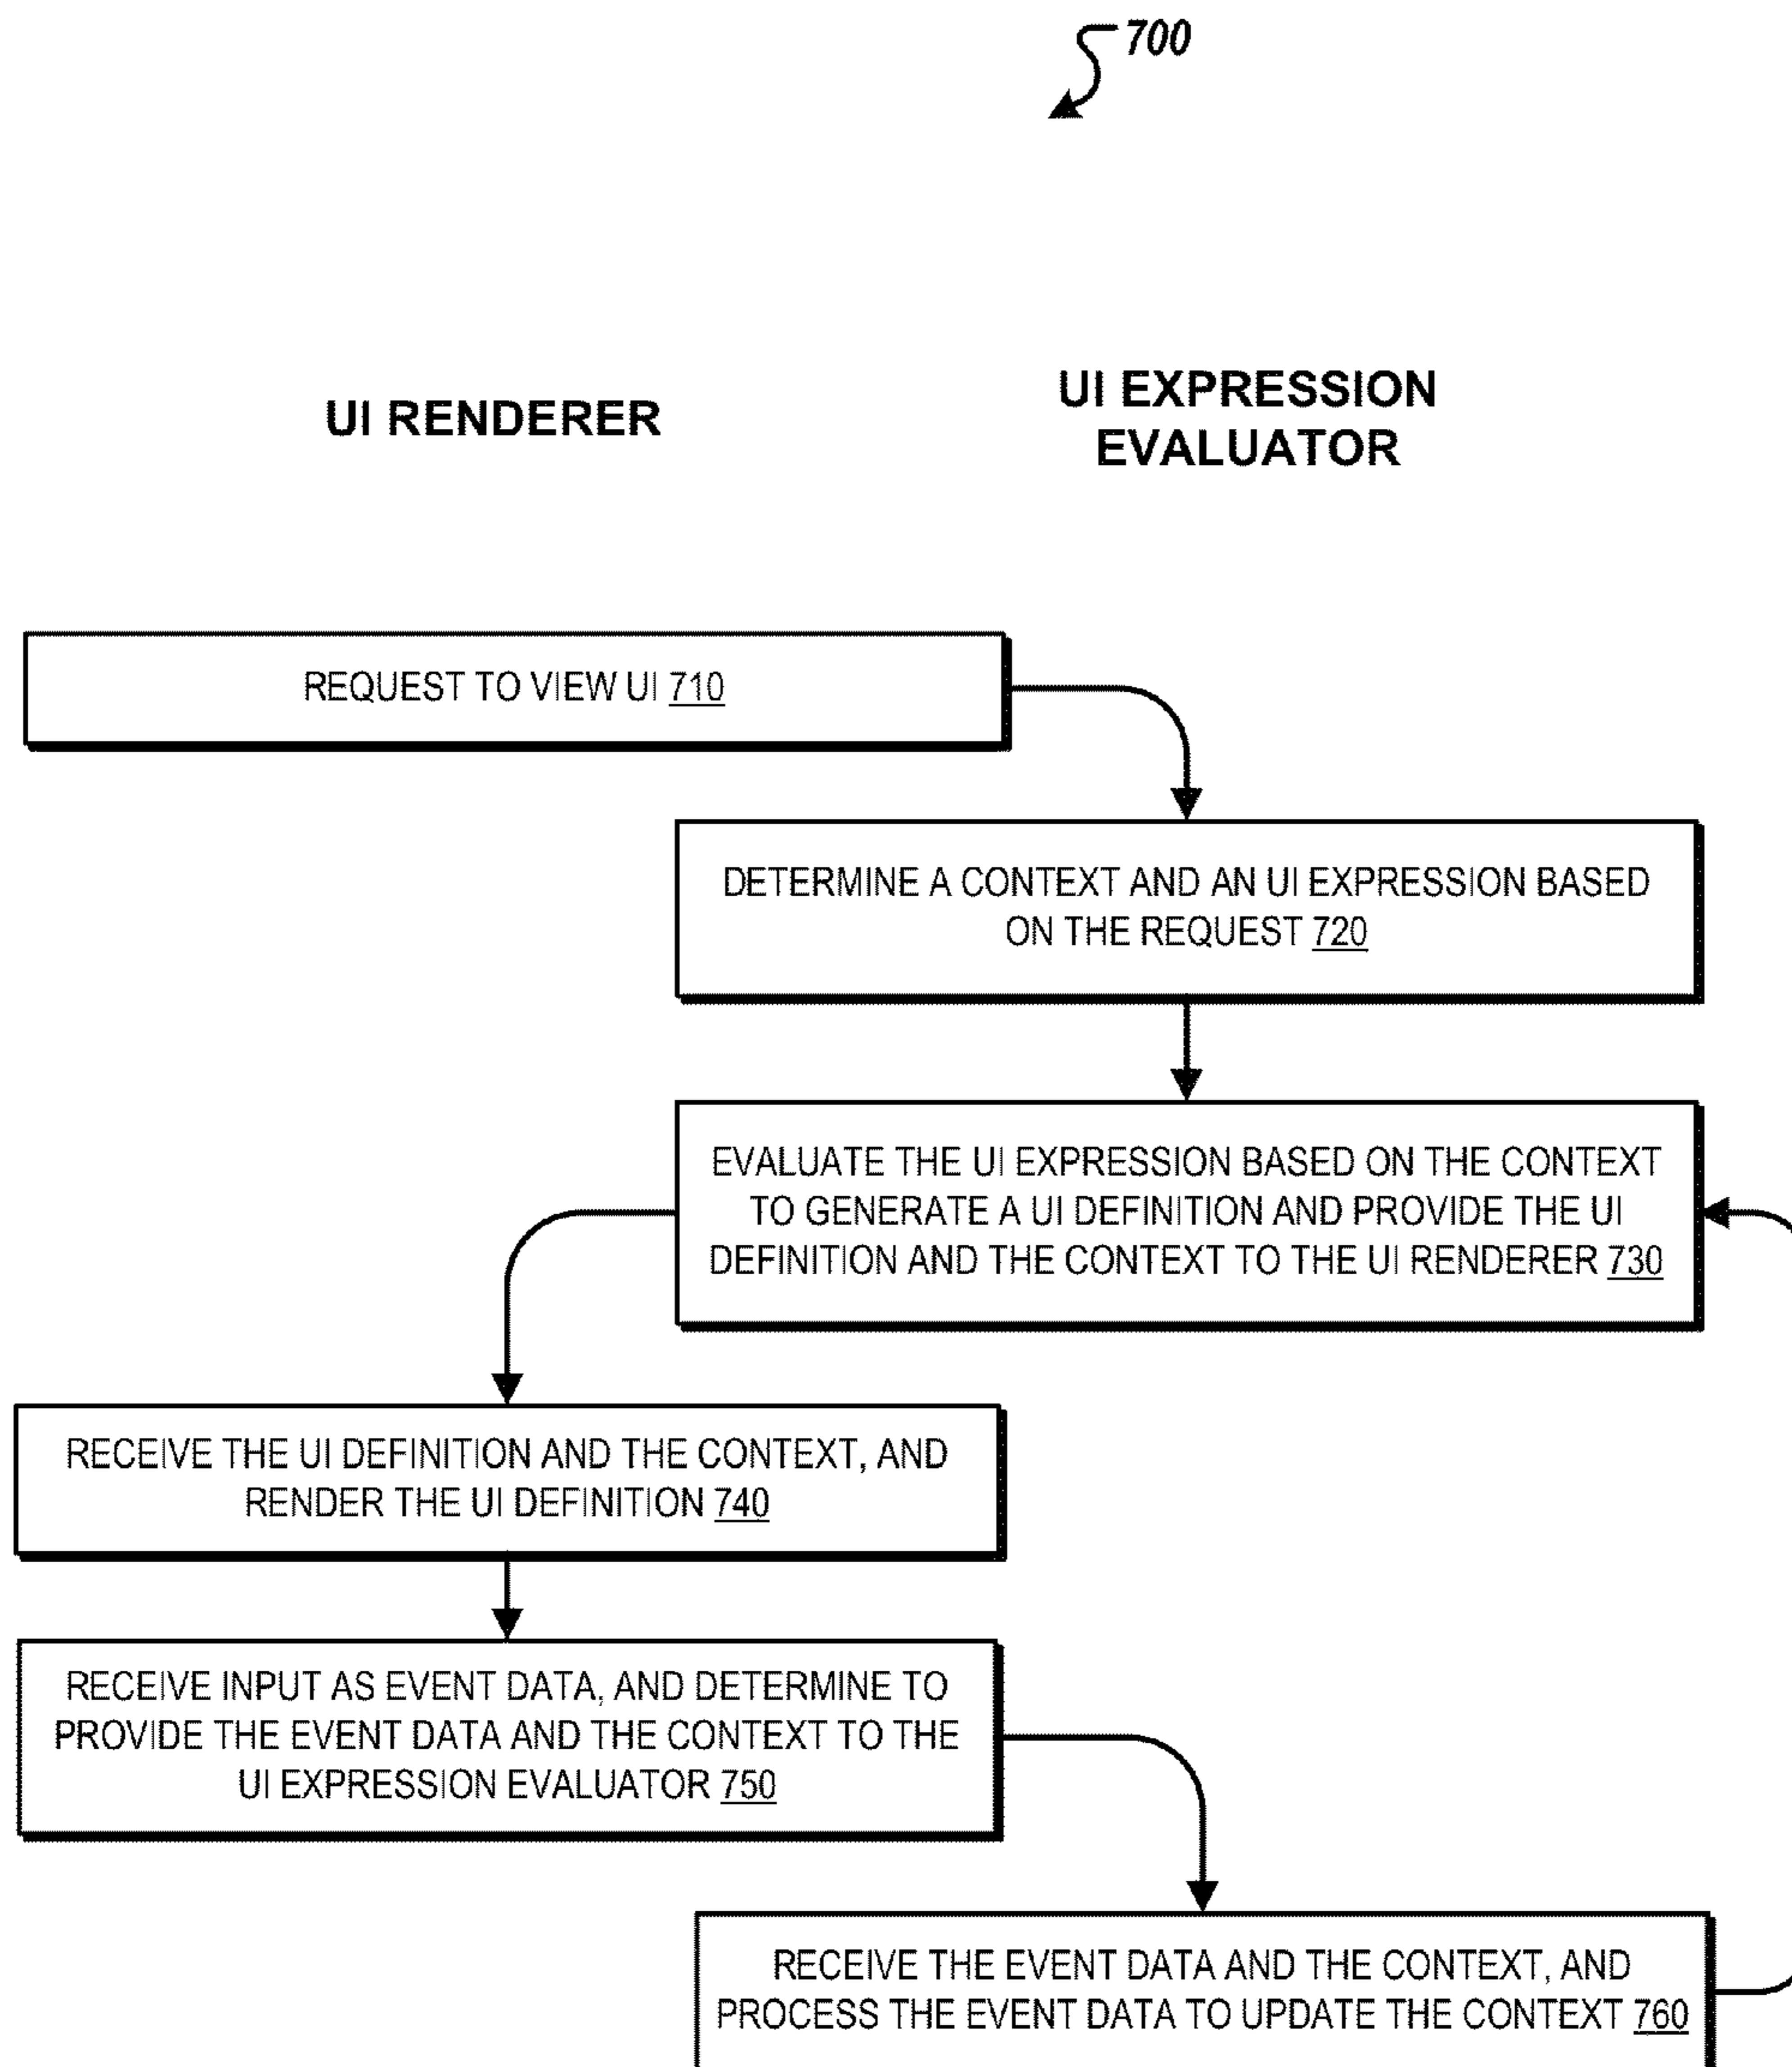 700
UI RENDERER
UI EXPRESSION
EVALUATOR
REQUEST TO VIEW UI 710
DETERMINE A CONTEXT AND AN UI EXPRESSION BASED
ON THE REQUEST 720
EVALUATE THE UI EXPRESSION BASED ON THE CONTEXT
TO GENERATE A UI DEFINITION AND PROVIDE THE UI
DEFINITION AND THE CONTEXT TO THE UI RENDERER 730
RECEIVE THE UI DEFINITION AND THE CONTEXT, AND
RENDER THE UI DEFINITION 740
RECEIVE INPUT AS EVENT DATA, AND DETERMINE TO
PROVIDE THE EVENT DATA AND THE CONTEXT TO THE
UI EXPRESSION EVALUATOR 750
RECEIVE THE EVENT DATA AND THE CONTEXT, AND
PROCESS THE EVENT DATA TO UPDATE THE CONTEXT 760